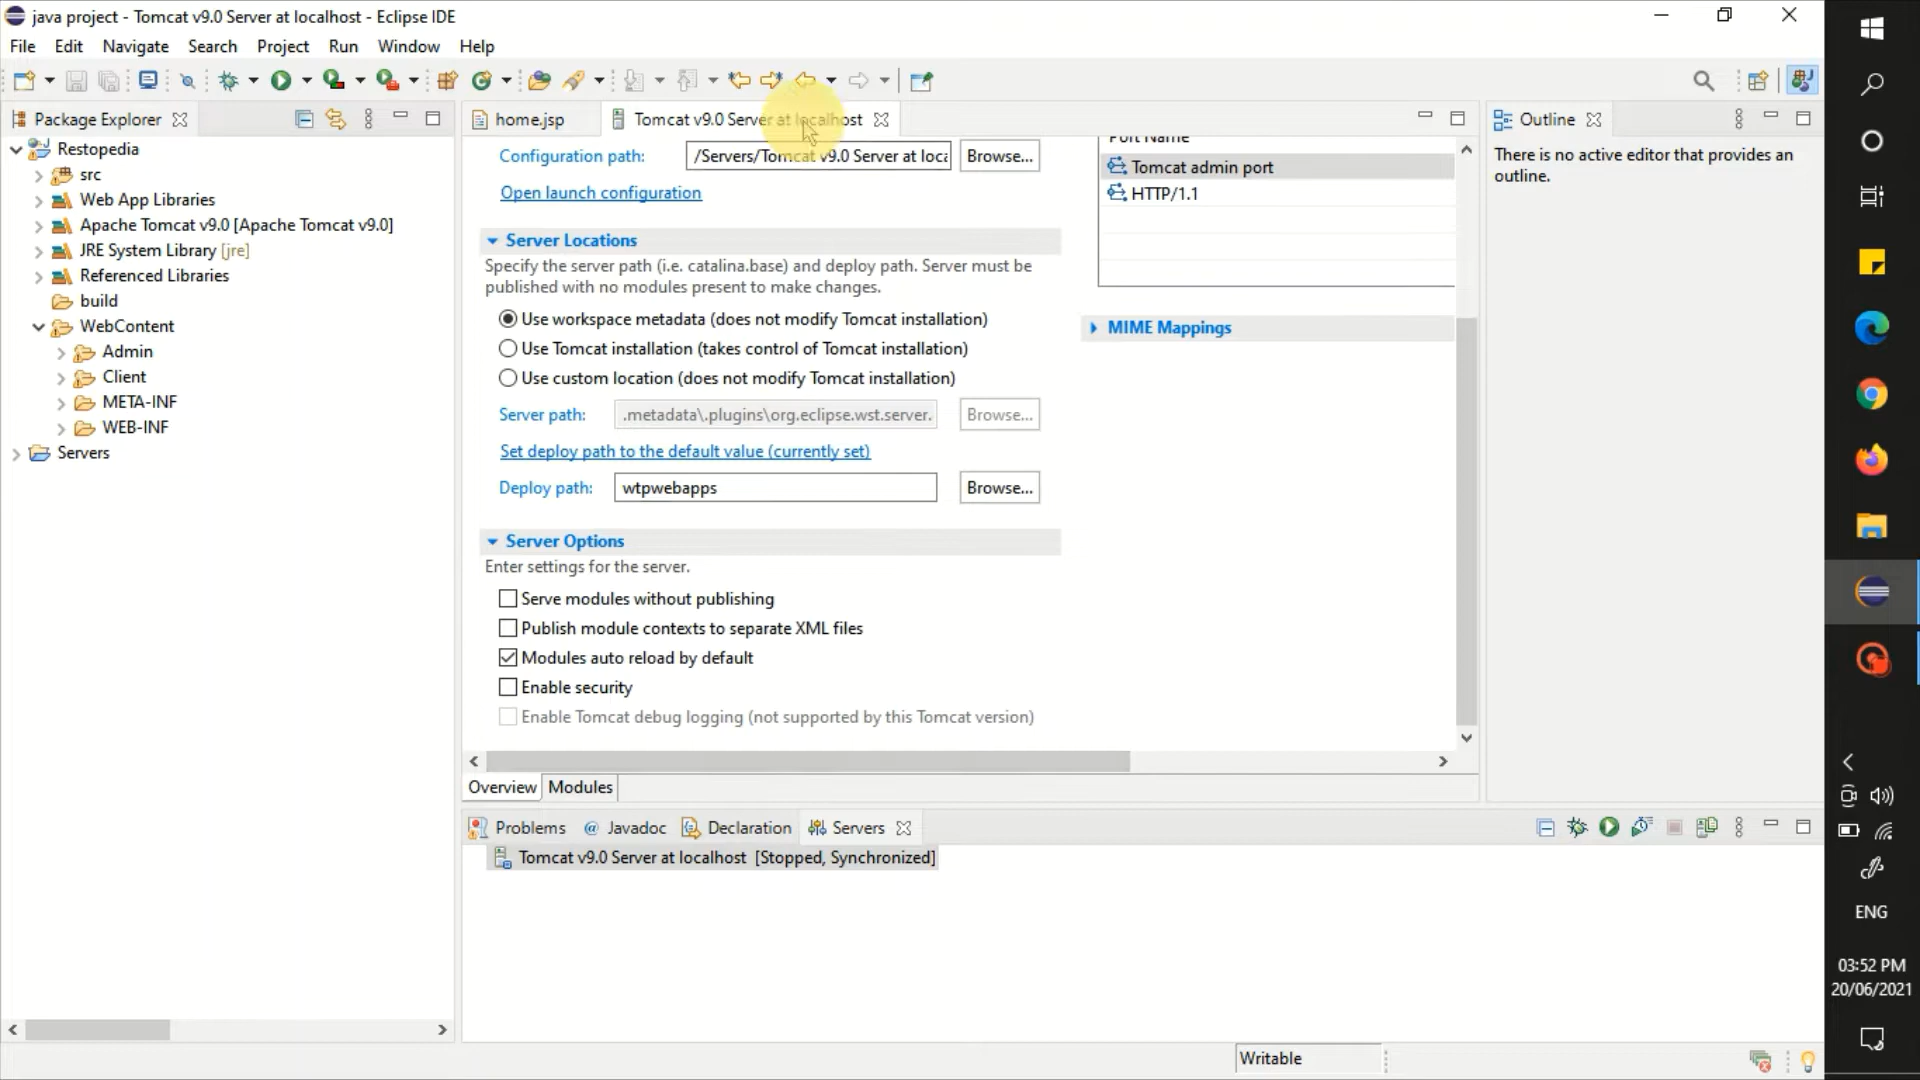 java project - Tomcat v9.0 Server at localhost - Eclipse IDE
File Edit Navigate Search Project Run Window Help
Package Explorer
Restopedia
src
Web App Libraries
Apache Tomcat v9.0 [Apache Tomcat v9.0]
JRE System Library [jre]
Referenced Libraries
build
WebContent
Admin
Client
META-INF
WEB-INF
Servers
home.jsp
Tomcat v9.0 Server at localhost
Configuration path: /Servers/Tomcat v9.0 Server at loca Browse...
Open launch configuration
Server Locations
Specify the server path (i.e. catalina.base) and deploy path. Server must be
published with no modules present to make changes.
Use workspace metadata (does not modify Tomcat installation)
Use Tomcat installation (takes control of Tomcat installation)
Use custom location (does not modify Tomcat installation)
Server path: .metadata\.plugins\org.eclipse.wst.server. Browse...
Set deploy path to the default value (currently set)
Deploy path: wtpwebapps Browse...
Server Options
Enter settings for the server.
Serve modules without publishing
Publish module contexts to separate XML files
Modules auto reload by default
Enable security
Enable Tomcat debug logging (not supported by this Tomcat version)
Port Name
Tomcat admin port
HTTP/1.1
MIME Mappings
Overview Modules
Outline
There is no active editor that provides an
outline.
Problems @ Javadoc Declaration Servers
Tomcat v9.0 Server at localhost [Stopped, Synchronized]
Writable
ENG
03:52 PM
20/06/2021